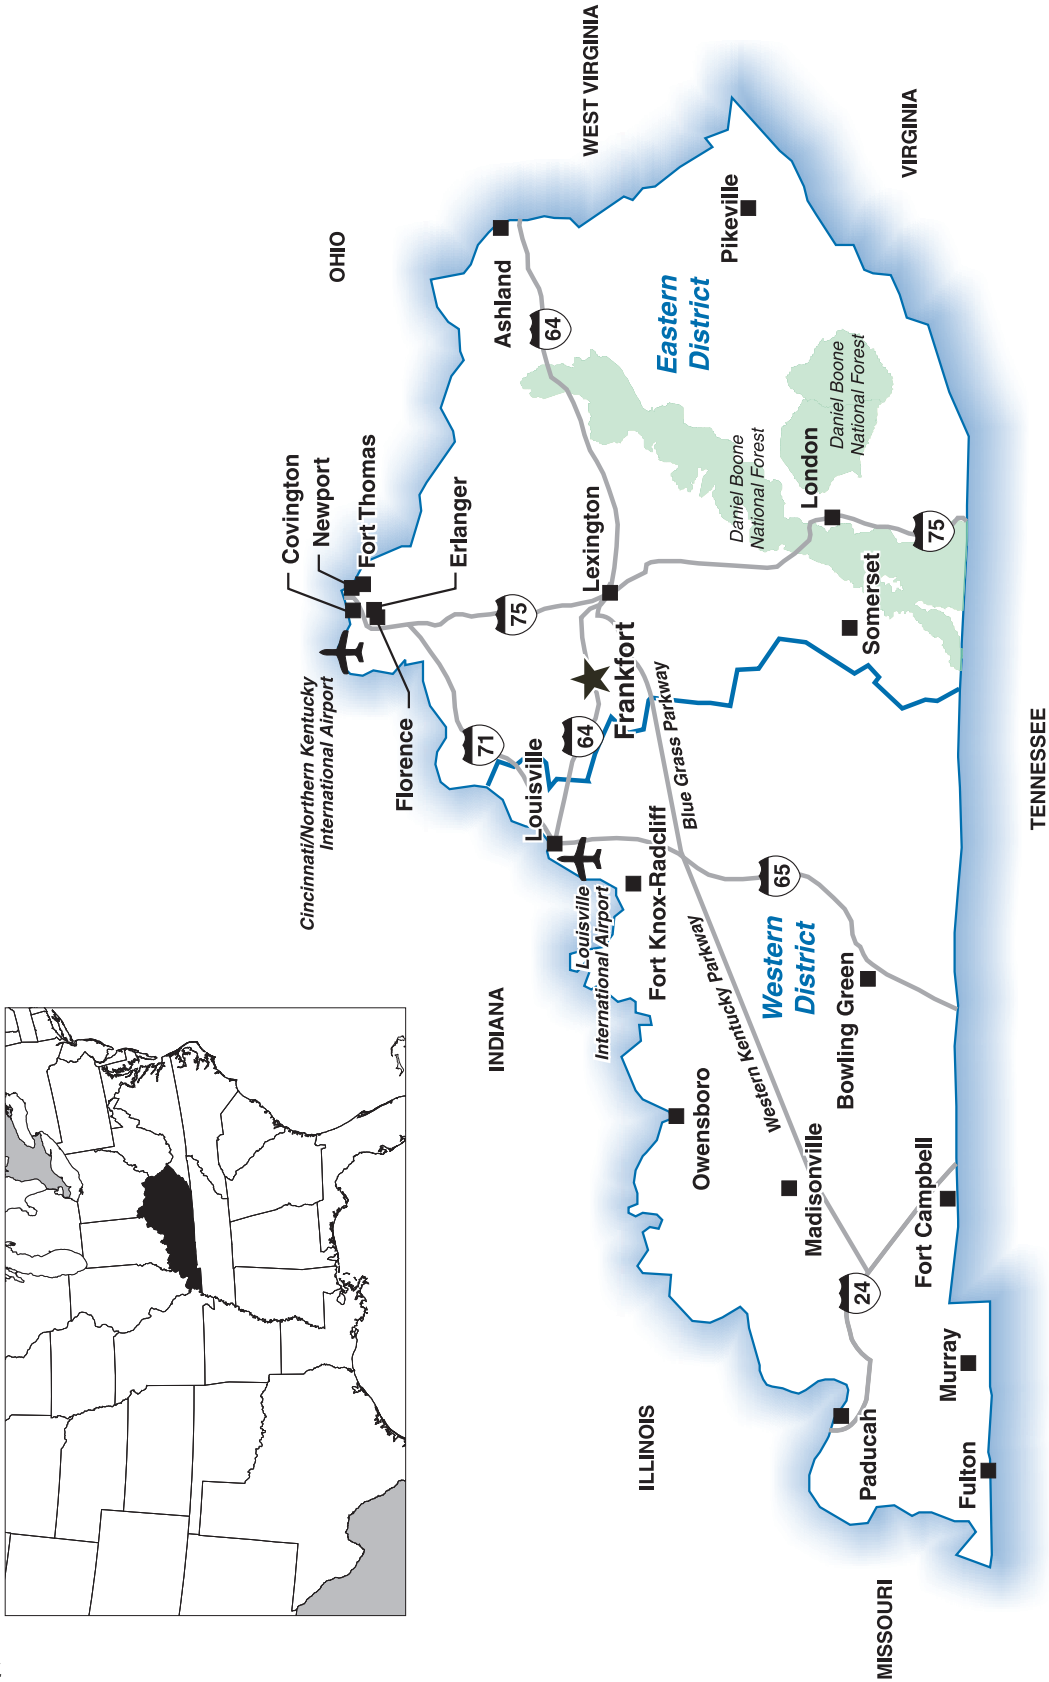 OHIO
WEST VIRGINIA
VIRGINIA
INDIANA
ILLINOIS
MISSOURI
TENNESSEE
Cincinnati/Northern Kentucky
International Airport
Covington
Newport
Fort Thomas
Erlanger
Florence
Ashland
64
75
71
Louisville
64
Frankfort
Lexington
Eastern
District
Pikeville
Daniel Boone
National Forest
Daniel Boone
National Forest
London
75
Somerset
Blue Grass Parkway
Louisville
International Airport
Fort Knox-Radcliff
65
Western
District
Western Kentucky Parkway
Bowling Green
Owensboro
Madisonville
Fort Campbell
24
Murray
Paducah
Fulton